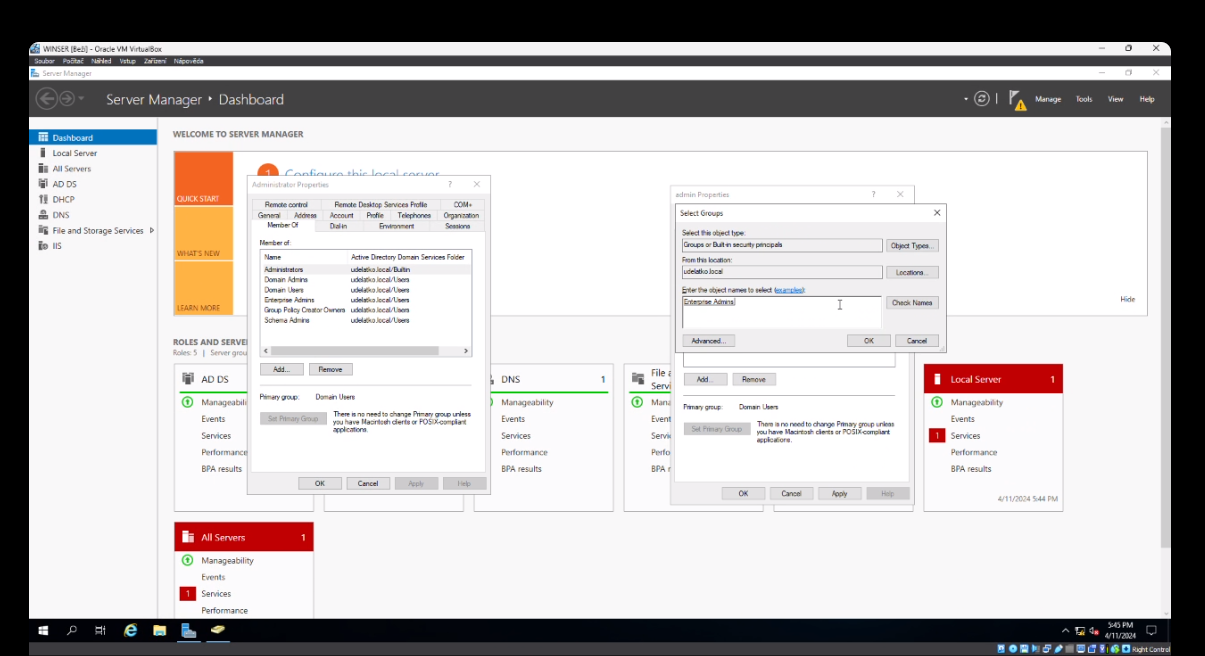 WINSER [Beží] - Oracle VM VirtualBox
Soubor Počítač Náhled Vstup Zařízení Nápověda
Server Manager
Server Manager • Dashboard
Manage Tools View Help
Dashboard
Local Server
All Servers
AD DS
DHCP
DNS
File and Storage Services
IIS
WELCOME TO SERVER MANAGER
QUICK START
WHAT'S NEW
LEARN MORE
1 Configure this local server
Hide
ROLES AND SERVE
Roles: 5 | Server grou
Administrator Properties ? ×
Remote control Remote Desktop Services Profile COM+
General Address Account Profile Telephones Organization
Member Of Dial-in Environment Sessions
Member of:
Name Active Directory Domain Services Folder
Administrators udelatko.local/Builtin
Domain Admins udelatko.local/Users
Domain Users udelatko.local/Users
Enterprise Admins udelatko.local/Users
Group Policy Creator Owners udelatko.local/Users
Schema Admins udelatko.local/Users
Add... Remove
Primary group: Domain Users
Set Primary Group
There is no need to change Primary group unless
you have Macintosh clients or POSIX-compliant
applications.
OK Cancel Apply Help
admin Properties ? ×
Select Groups ×
Select this object type:
Groups or Built-in security principals Object Types...
From this location:
udelatko.local Locations...
Enter the object names to select (examples):
Enterprise Admins Check Names
Advanced... OK Cancel
Add... Remove
Primary group: Domain Users
Set Primary Group
There is no need to change Primary group unless
you have Macintosh clients or POSIX-compliant
applications.
OK Cancel Apply Help
AD DS
Manageabili
Events
Services
Performance
BPA results
DNS 1
Manageability
Events
Services
Performance
BPA results
File a
Servi
Mana
Event
Servi
Perfo
BPA r
Local Server 1
Manageability
Events
1 Services
Performance
BPA results
4/11/2024 5:44 PM
All Servers 1
Manageability
Events
1 Services
Performance
5:45 PM
4/11/2024
Right Control